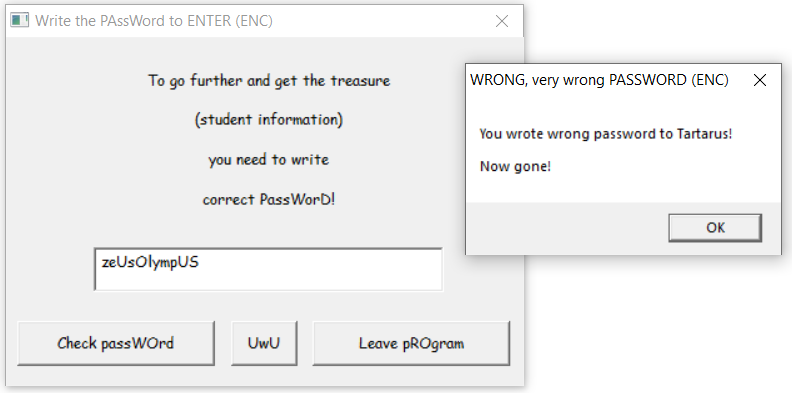 Write the PAssWord to ENTER (ENC)
To go further and get the treasure
(student information)
you need to write
correct PassWorD!
zeUsOlympUS
Check passWOrd
UwU
Leave pROgram
WRONG, very wrong PASSWORD (ENC)
You wrote wrong password to Tartarus!
Now gone!
OK